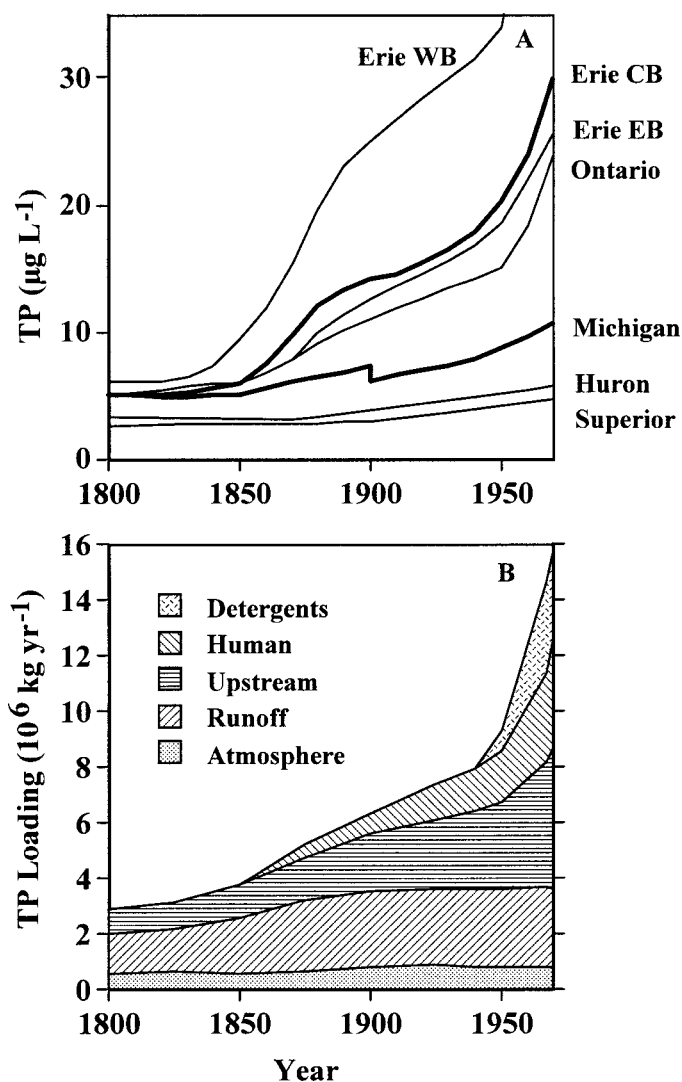 A
Erie WB
Erie CB
Erie EB
Ontario
Michigan
Huron
Superior
TP (µg L⁻¹)
30
20
10
0
1800 1850 1900 1950
B
Detergents
Human
Upstream
Runoff
Atmosphere
TP Loading (10⁶ kg yr⁻¹)
16
14
12
10
8
6
4
2
0
1800 1850 1900 1950
Year